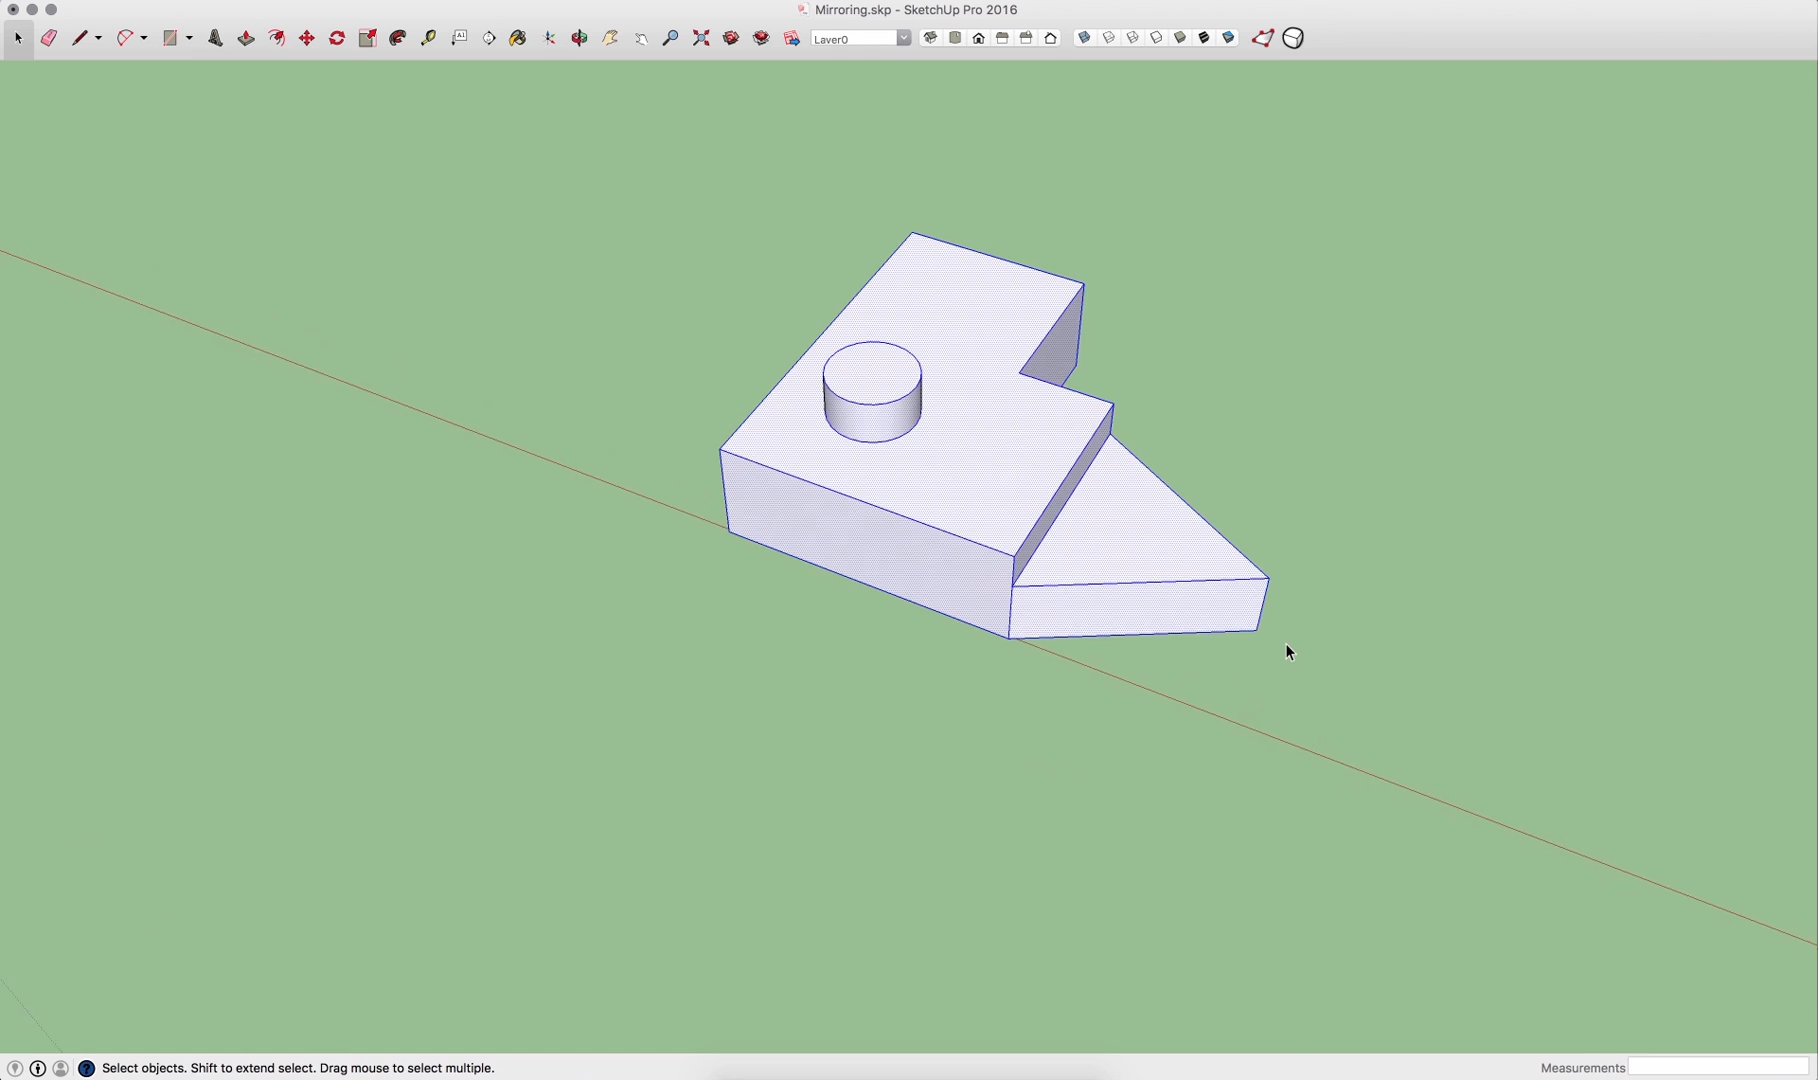 Mirroring.skp - SketchUp Pro 2016
Layer0
Select objects. Shift to extend select. Drag mouse to select multiple.
Measurements